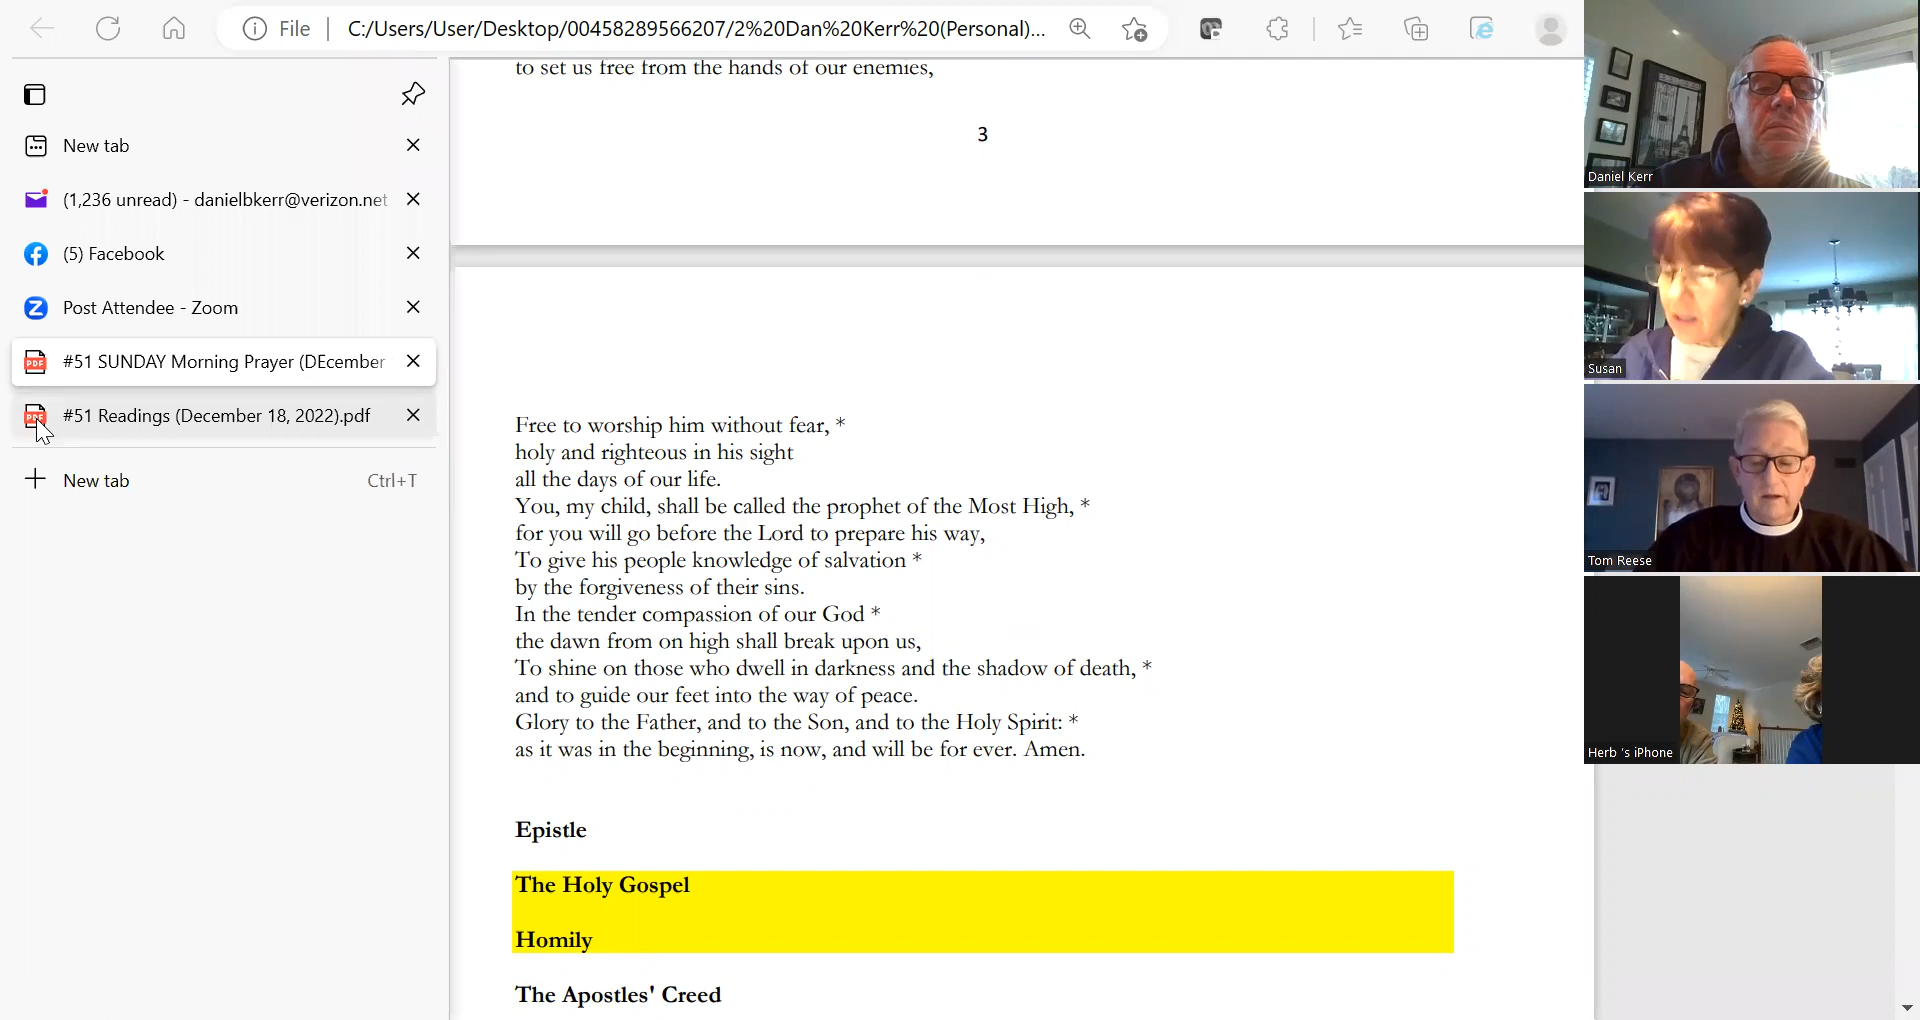 File
C:/Users/User/Desktop/00458289566207/2%20Dan%20Kerr%20(Personal)...
New tab
(1,236 unread) - danielbkerr@verizon.net
(5) Facebook
Post Attendee - Zoom
#51 SUNDAY Morning Prayer (DEcember
#51 Readings (December 18, 2022).pdf
New tab Ctrl+T
to set us free from the hands of our enemies,
3
Free to worship him without fear, *
holy and righteous in his sight
all the days of our life.
You, my child, shall be called the prophet of the Most High, *
for you will go before the Lord to prepare his way,
To give his people knowledge of salvation *
by the forgiveness of their sins.
In the tender compassion of our God *
the dawn from on high shall break upon us,
To shine on those who dwell in darkness and the shadow of death, *
and to guide our feet into the way of peace.
Glory to the Father, and to the Son, and to the Holy Spirit: *
as it was in the beginning, is now, and will be for ever. Amen.
Epistle
The Holy Gospel
Homily
The Apostles' Creed
Daniel Kerr
Susan
Tom Reese
Herb 's iPhone